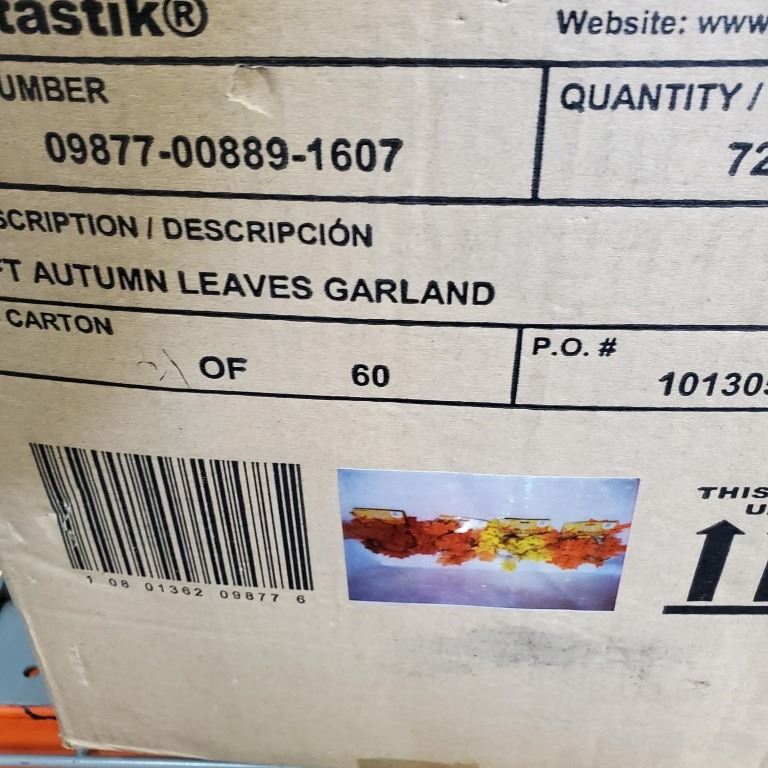 tastik®
Website: www
UMBER
QUANTITY /
09877-00889-1607
72
SCRIPTION / DESCRIPCIÓN
FT AUTUMN LEAVES GARLAND
CARTON
OF 60
P.O. #
10130
1 08 01362 09877 6
THIS
U